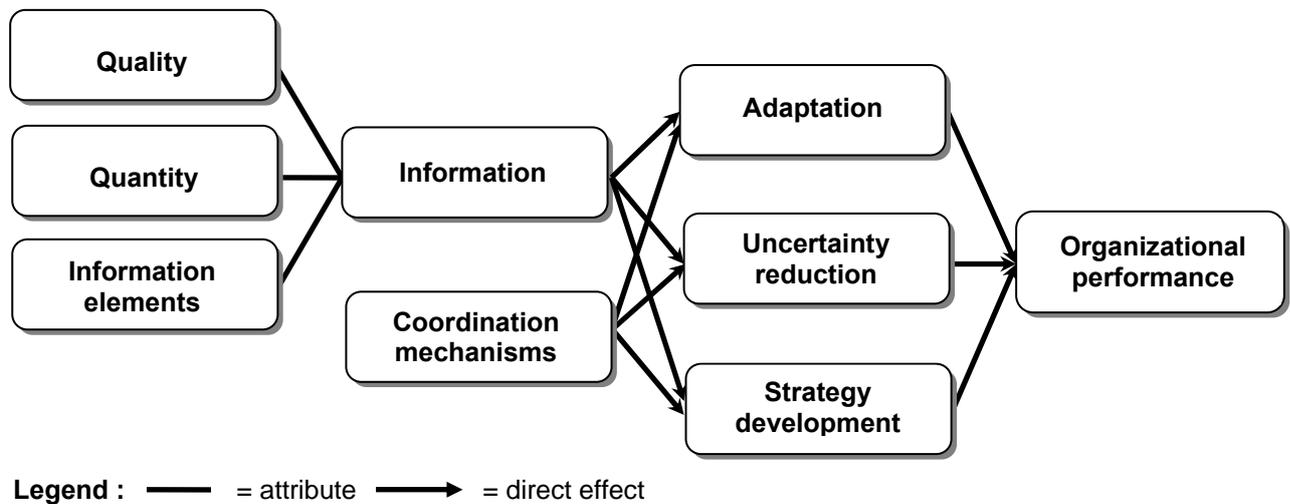 Quality
Quantity
Information
elements
Information
Coordination
mechanisms
Adaptation
Uncertainty
reduction
Strategy
development
Organizational
performance
Legend : = attribute = direct effect